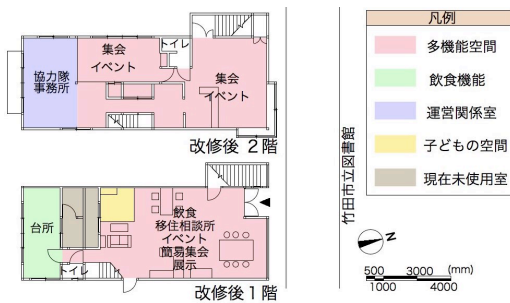 集会
イベント
トイレ
協力隊
事務所
集会
イベント
改修後 2階
台所
トイレ
飲食
移住相談所
イベント
簡易集会
展示
改修後1階
竹田市立図書館
凡例
多機能空間
飲食機能
運営関係室
子どもの空間
現在未使用室
N
500 3000 (mm)
1000 4000